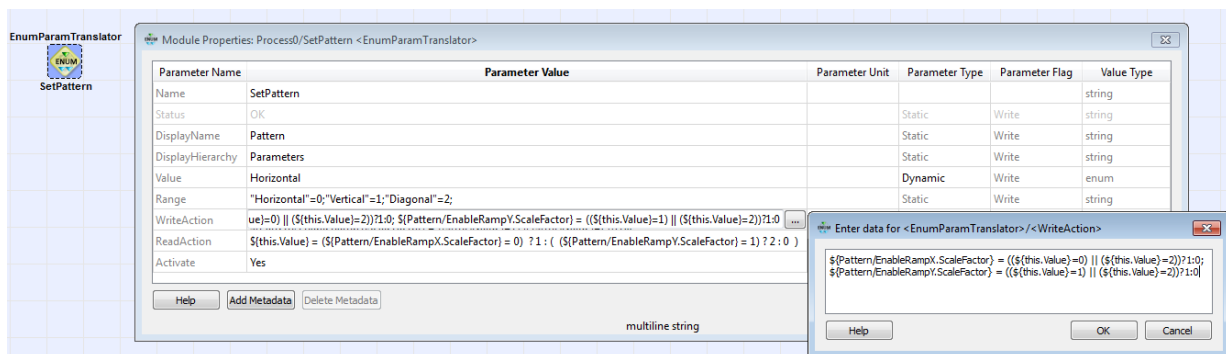 EnumParamTranslator
ENUM
SetPattern
ENUM Module Properties: Process0/SetPattern <EnumParamTranslator>
Parameter Name Parameter Value Parameter Unit Parameter Type Parameter Flag Value Type
Name SetPattern string
Status OK Static Write string
DisplayName Pattern Static Write string
DisplayHierarchy Parameters Static Write string
Value Horizontal Dynamic Write enum
Range "Horizontal"=0;"Vertical"=1;"Diagonal"=2; Static Write string
WriteAction ue}=0) || (${this.Value}=2))?1:0; ${Pattern/EnableRampY.ScaleFactor} = ((${this.Value}=1) || (${this.Value}=2))?1:0 ...
ReadAction ${this.Value} = (${Pattern/EnableRampX.ScaleFactor} = 0) ? 1 : ( (${Pattern/EnableRampY.ScaleFactor} = 1) ? 2 : 0 )
Activate Yes
Help Add Metadata Delete Metadata
multiline string
Enter data for <EnumParamTranslator>/<WriteAction>
${Pattern/EnableRampX.ScaleFactor} = ((${this.Value}=0) || (${this.Value}=2))?1:0;
${Pattern/EnableRampY.ScaleFactor} = ((${this.Value}=1) || (${this.Value}=2))?1:0
Help OK Cancel